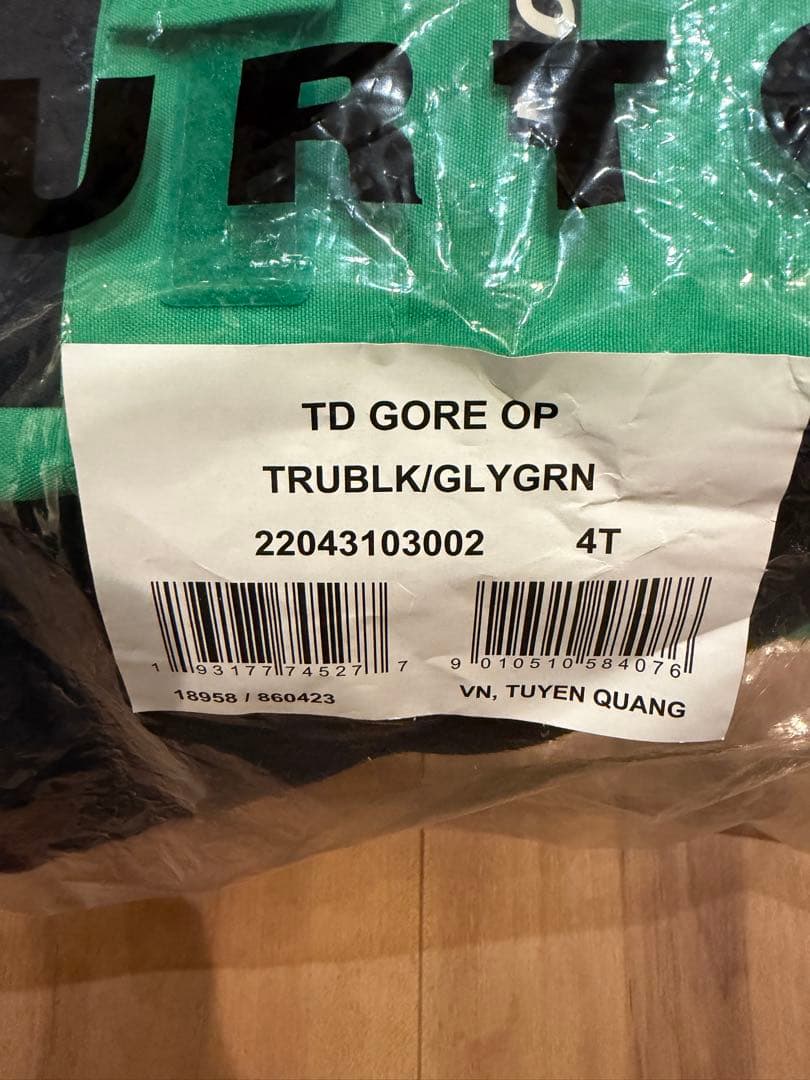 URTO
TD GORE OP
TRUBLK/GLYGRN
22043103002 4T
1 93177 74527 7
9 010510 584076
18958 / 860423
VN, TUYEN QUANG